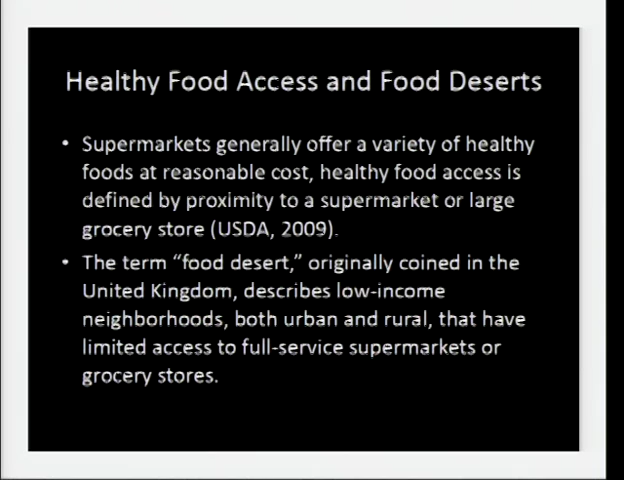 Healthy Food Access and Food Deserts
• Supermarkets generally offer a variety of healthy
foods at reasonable cost, healthy food access is
defined by proximity to a supermarket or large
grocery store (USDA, 2009).
• The term “food desert,” originally coined in the
United Kingdom, describes low-income
neighborhoods, both urban and rural, that have
limited access to full-service supermarkets or
grocery stores.